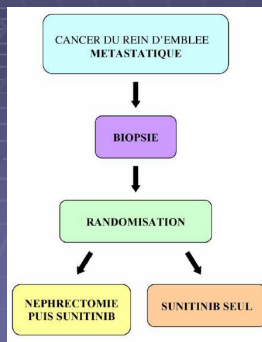 CANCER DU REIN D'EMBLEE
METASTATIQUE
BIOPSIE
RANDOMISATION
NEPHRECTOMIE
PUIS SUNITINIB
SUNITINIB SEUL